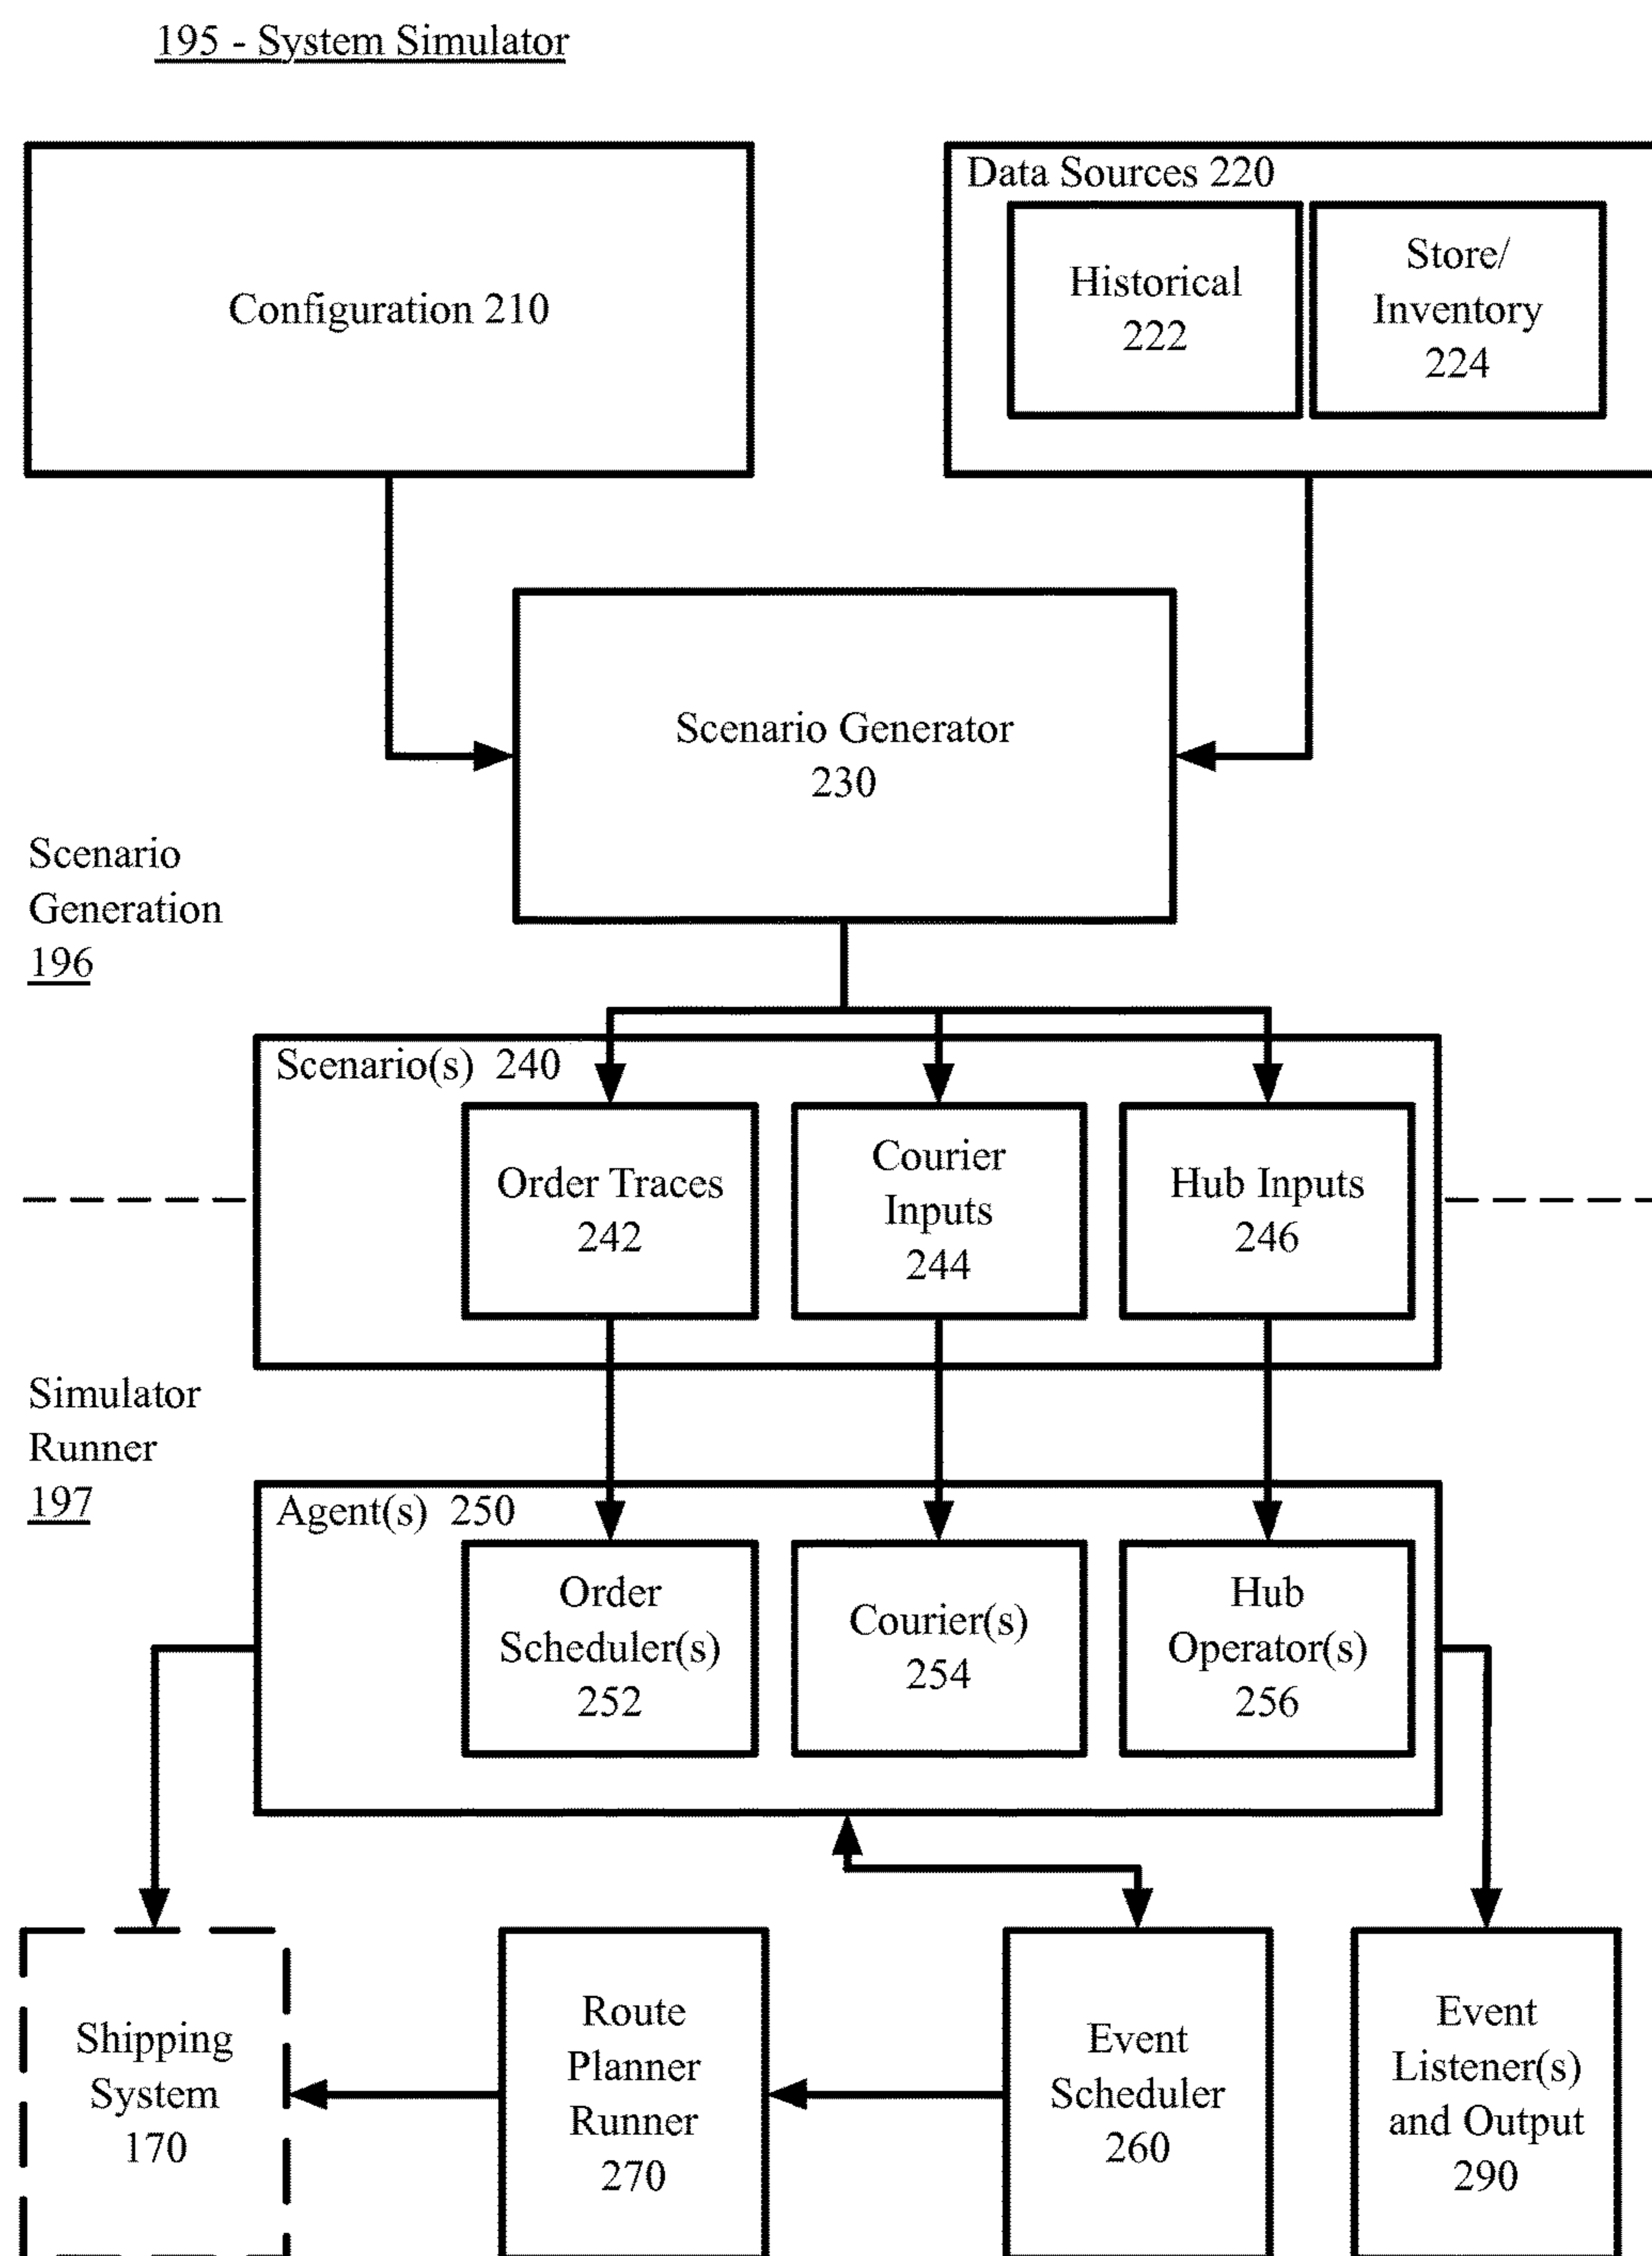 195 - System Simulator
Configuration 210
Data Sources 220
Historical
222
Store/
Inventory
224
Scenario Generator
230
Scenario
Generation
196
Scenario(s) 240
Order Traces
242
Courier
Inputs
244
Hub Inputs
246
Simulator
Runner
197
Agent(s) 250
Order
Scheduler(s)
252
Courier(s)
254
Hub
Operator(s)
256
Shipping
System
170
Route
Planner
Runner
270
Event
Scheduler
260
Event
Listener(s)
and Output
290